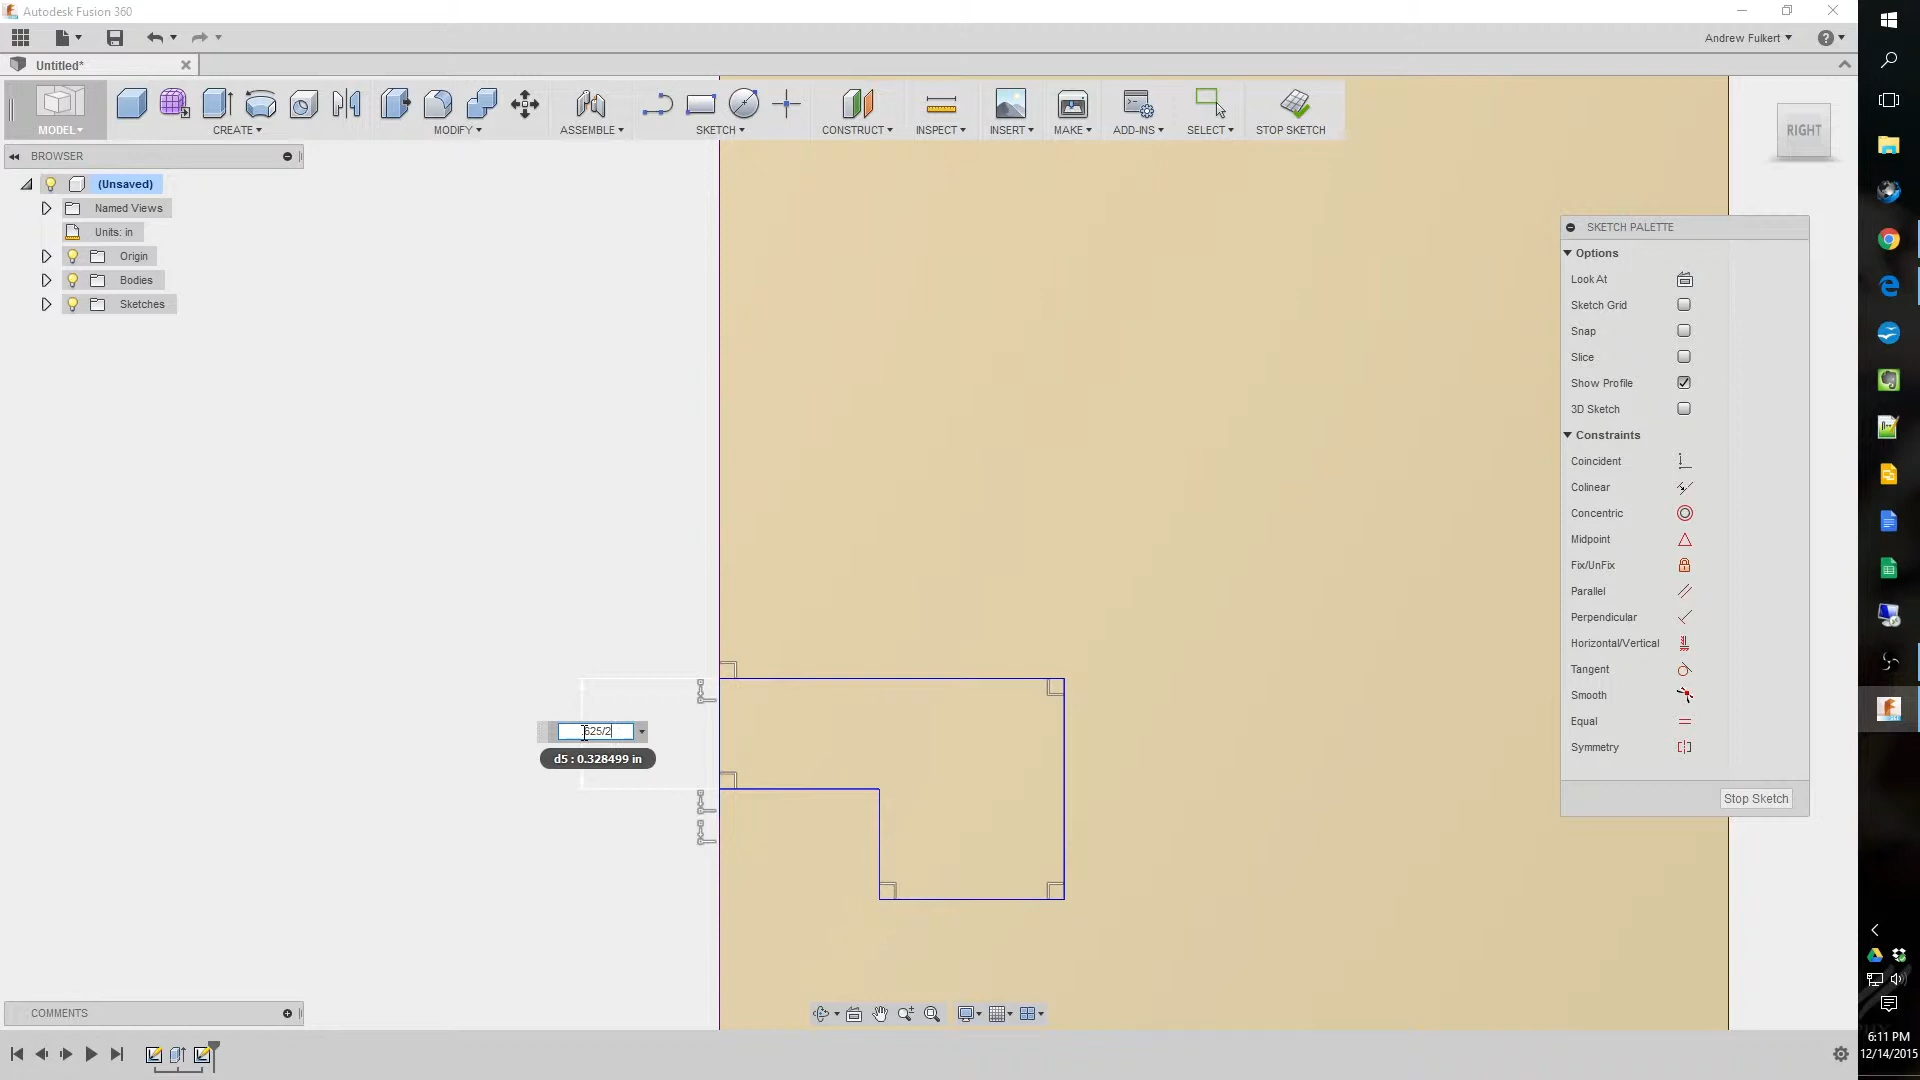 Autodesk Fusion 360
Andrew Fulkert
Untitled*
MODEL
CREATE
MODIFY
ASSEMBLE
SKETCH
CONSTRUCT
INSPECT
INSERT
MAKE
ADD-INS
SELECT
STOP SKETCH
BROWSER
RIGHT
(Unsaved)
Named Views
Units: in
Origin
Bodies
Sketches
SKETCH PALETTE
Options
Look At
Sketch Grid
Snap
Slice
Show Profile
3D Sketch
Constraints
Coincident
Colinear
Concentric
Midpoint
Fix/UnFix
Parallel
Perpendicular
Horizontal/Vertical
Tangent
Smooth
Equal
Symmetry
Stop Sketch
.625/2
d5 : 0.328499 in
COMMENTS
6:11 PM
12/14/2015